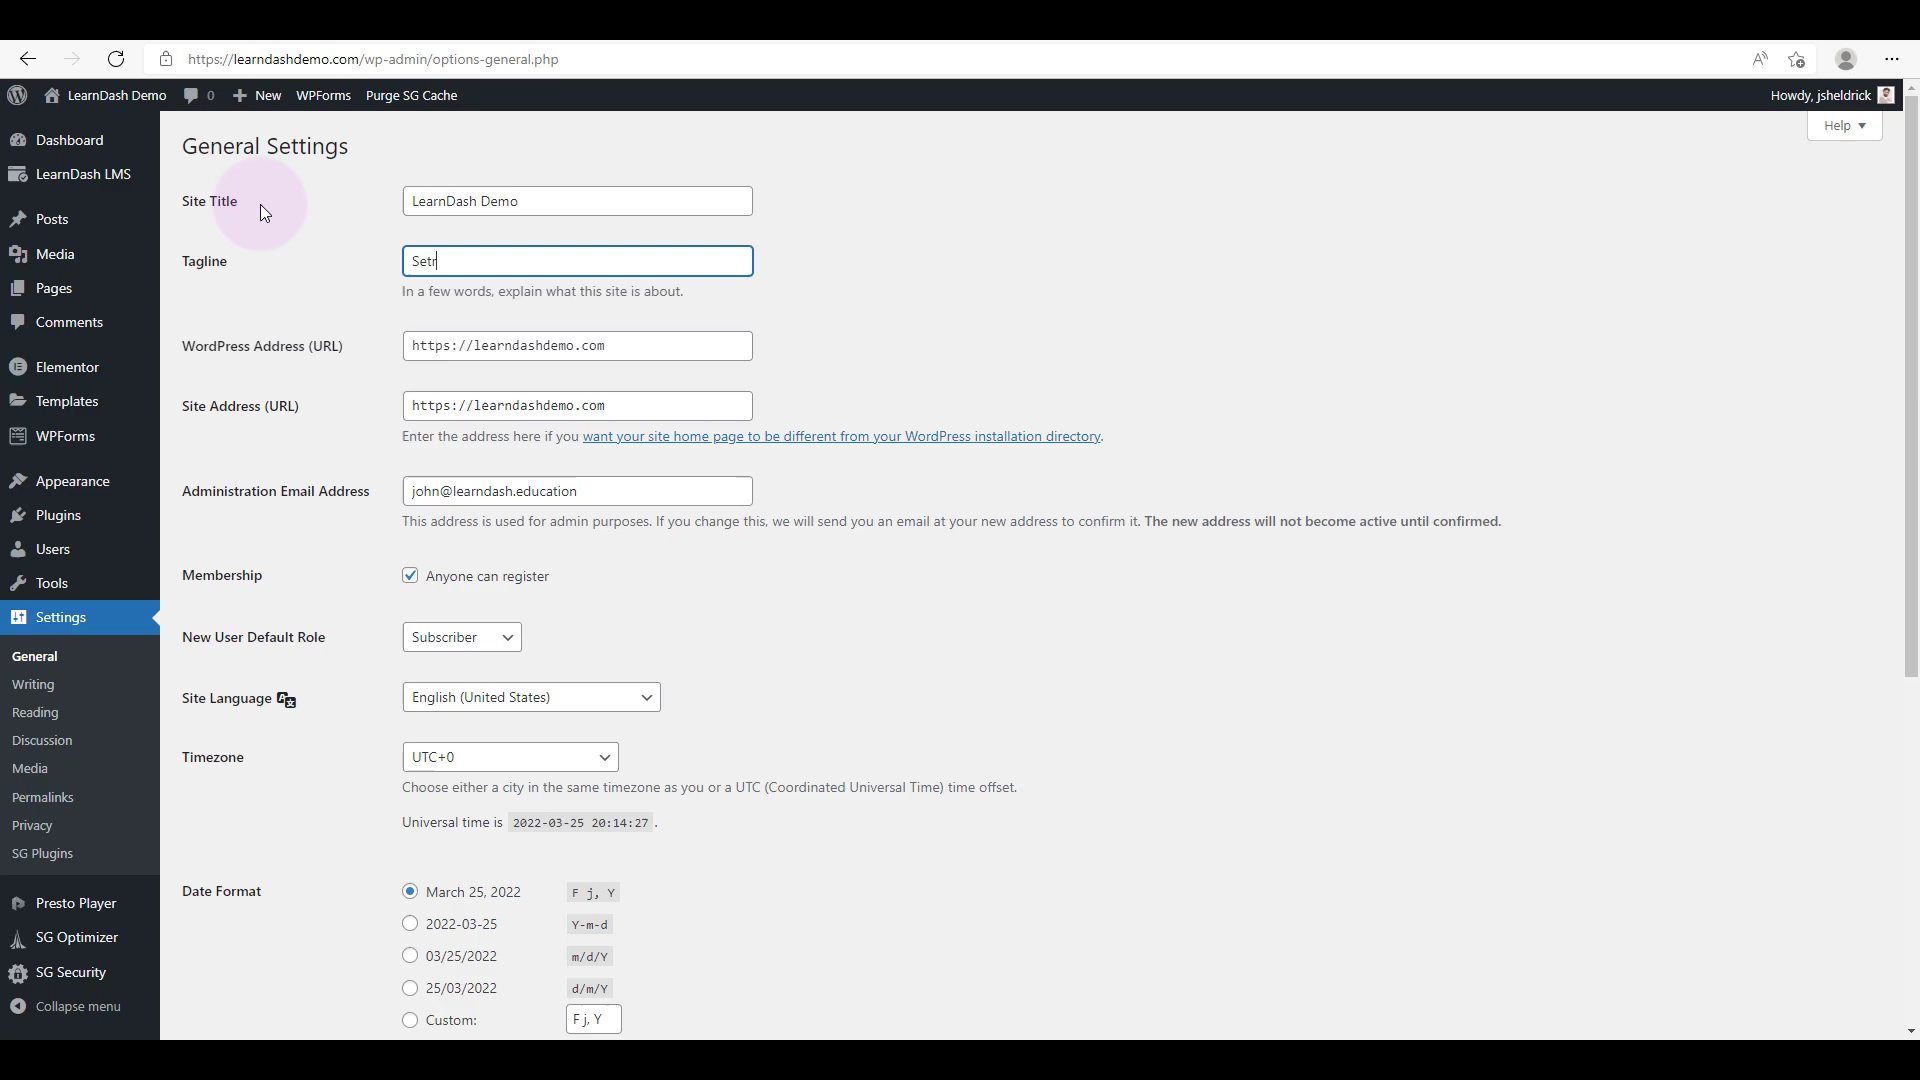 https://learndashdemo.com/wp-admin/options-general.php
LearnDash Demo 0 New WPForms Purge SG Cache Howdy, jsheldrick
Help
Dashboard
LearnDash LMS
Posts
Media
Pages
Comments
Elementor
Templates
WPForms
Appearance
Plugins
Users
Tools
Settings
General
Writing
Reading
Discussion
Media
Permalinks
Privacy
SG Plugins
Presto Player
SG Optimizer
SG Security
Collapse menu
General Settings
Site Title LearnDash Demo
Tagline Setr
In a few words, explain what this site is about.
WordPress Address (URL) https://learndashdemo.com
Site Address (URL) https://learndashdemo.com
Enter the address here if you want your site home page to be different from your WordPress installation directory.
Administration Email Address john@learndash.education
This address is used for admin purposes. If you change this, we will send you an email at your new address to confirm it. The new address will not become active until confirmed.
Membership Anyone can register
New User Default Role Subscriber
Site Language English (United States)
Timezone UTC+0
Choose either a city in the same timezone as you or a UTC (Coordinated Universal Time) time offset.
Universal time is 2022-03-25 20:14:27 .
Date Format March 25, 2022 F j, Y
2022-03-25 Y-m-d
03/25/2022 m/d/Y
25/03/2022 d/m/Y
Custom: F j, Y